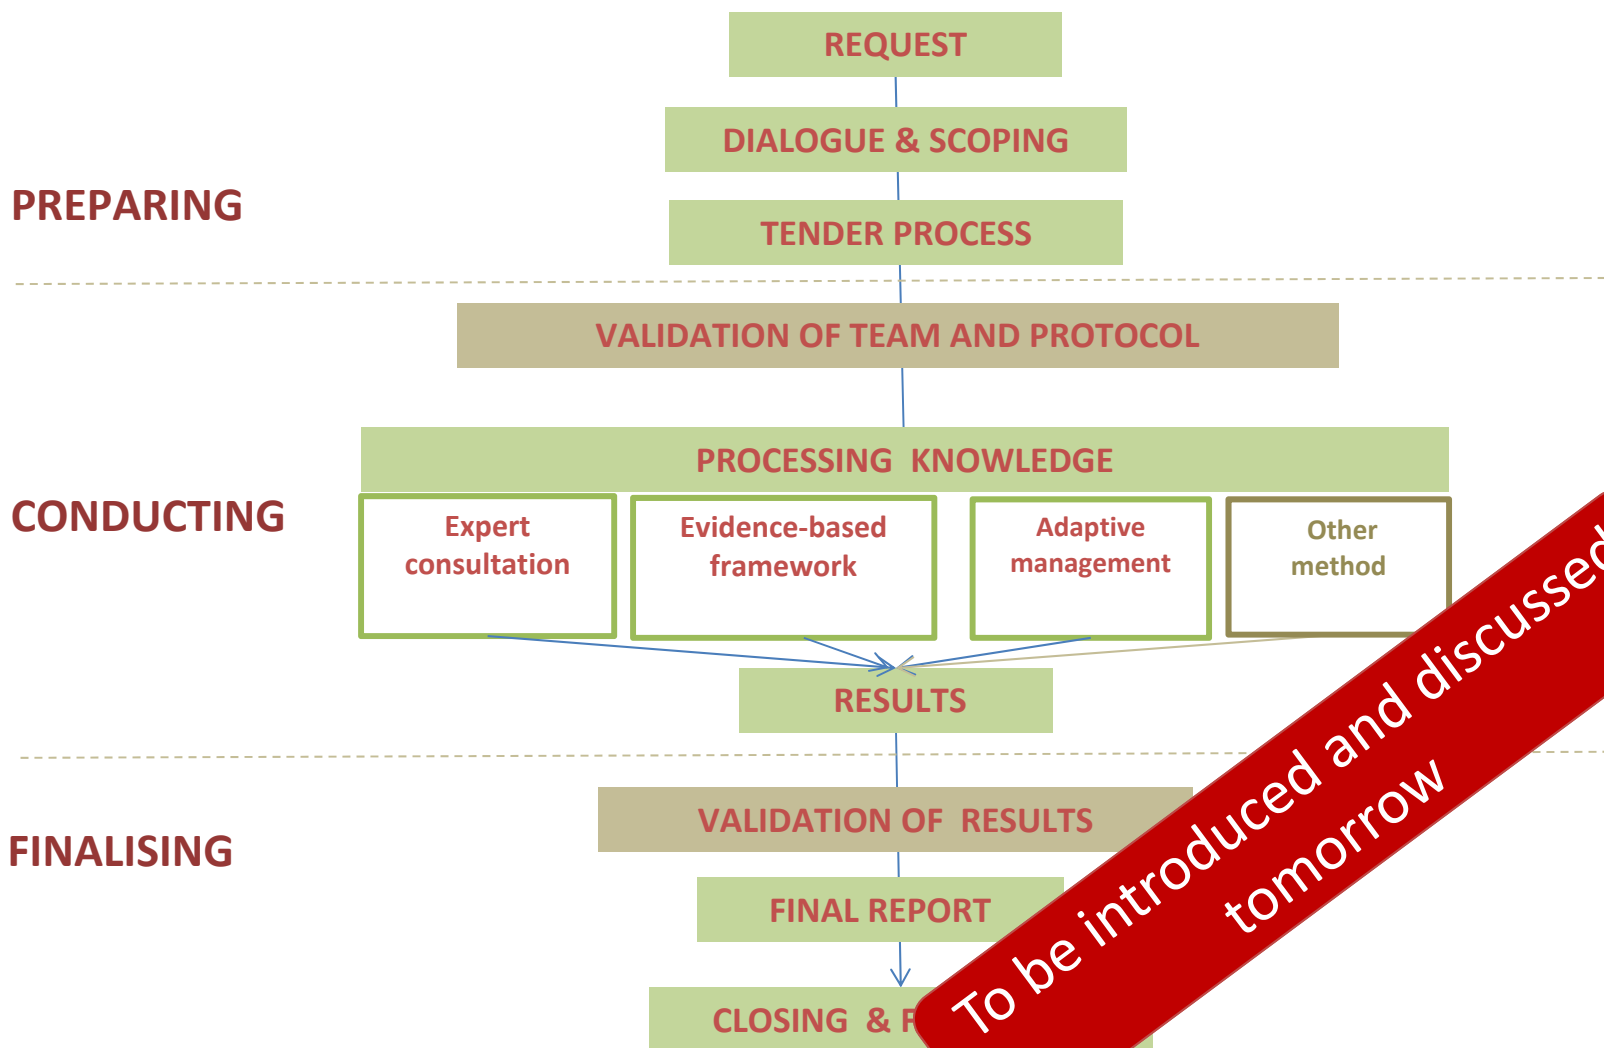 REQUEST
DIALOGUE & SCOPING
PREPARING
TENDER PROCESS
VALIDATION OF TEAM AND PROTOCOL
PROCESSING KNOWLEDGE
CONDUCTING
Expert
consultation
Evidence-based
framework
Adaptive
management
Other
method
RESULTS
VALIDATION OF RESULTS
FINALISING
FINAL REPORT
CLOSING &
To be introduced and discussed
tomorrow